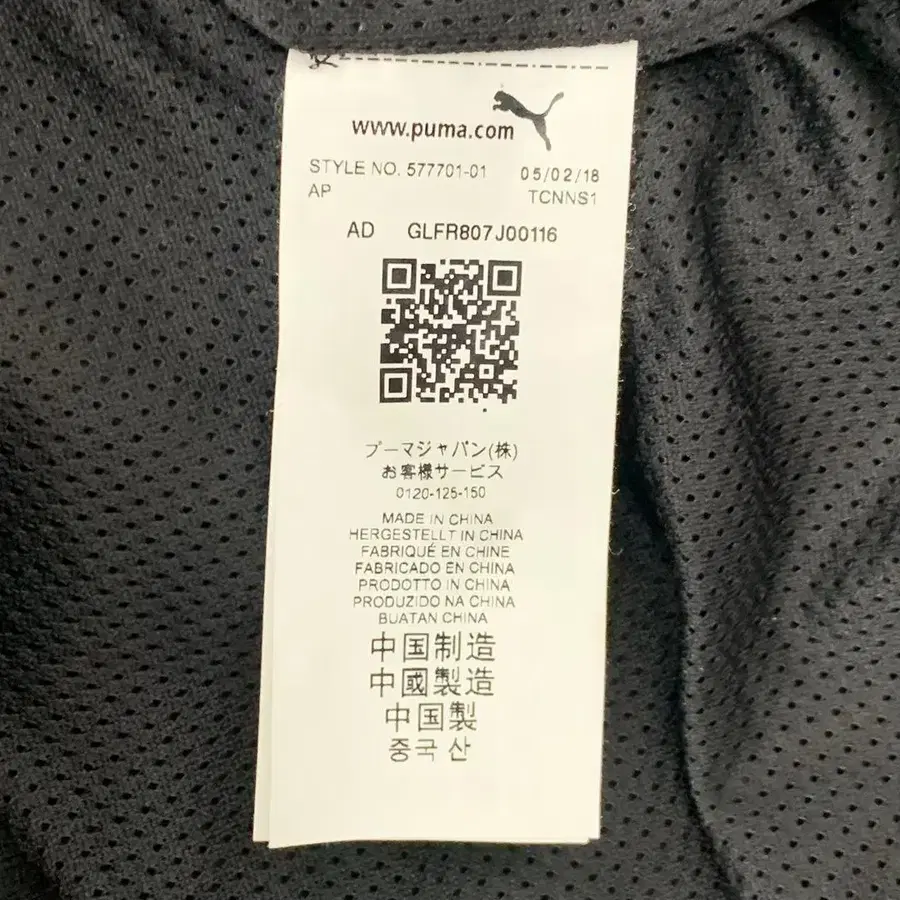 www.puma.com
STYLE NO. 577701-01 05/02/18
AP TCNNS1
AD GLFR807J00116
プーマジャパン(株)
お客様サービス
0120-125-150
MADE IN CHINA
HERGESTELLT IN CHINA
FABRIQUÉ EN CHINE
FABRICADO EN CHINA
PRODOTTO IN CHINA
PRODUZIDO NA CHINA
BUATAN CHINA
中国制造
中國製造
中国製
중국 산